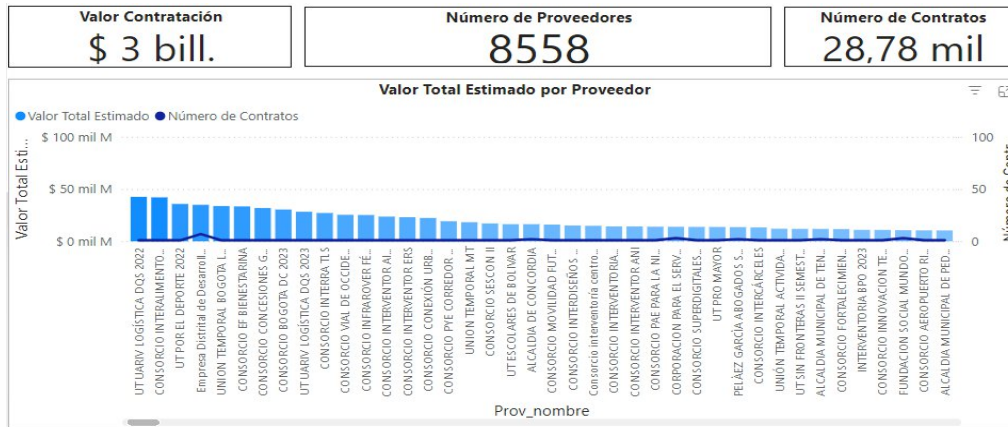 Valor Contratación
$ 3 bill.
Número de Proveedores
8558
Número de Contratos
28,78 mil
Valor Total Estimado por Proveedor
Valor Total Estimado
Número de Contratos
Valor Total Esti...
$ 100 mil M
$ 50 mil M
$ 0 mil M
100
50
0
Número de Contr...
UT UARIV LOGÍSTICA DQS 2022
CONSORCIO INTERALIMENTO...
UT POR EL DEPORTE 2022
Empresa Distrital de Desarroll...
UNION TEMPORAL BOGOTA L...
CONSORCIO EF BIENESTARINA
CONSORCIO CONCESIONES G...
CONSORCIO BOGOTA DC 2023
UT UARIV LOGÍSTICA DQS 2023
CONSORCIO INTERRA TLS
CONSORCIO VIAL DE OCCIDE...
CONSORCIO INFRAROVER FÉ...
CONSORCIO INTERVENTOR AI...
CONSORCIO INTERVENTOR ERS
CONSORCIO CONEXIÓN URB...
CONSORCIO PYE CORREDOR...
UNION TEMPORAL MT
CONSORCIO SESCON II
UT ESCOLARES DE BOLIVAR
ALCALDIA DE CONCORDIA
CONSORCIO MOVILIDAD FUT...
CONSORCIO INTERDISEÑOS ...
Consorcio interventoria centro...
CONSORCIO INTERVENTORIA...
CONSORCIO INTERVENTOR ANI
CONSORCIO PAE PARA LA NI...
CORPORACION PARA EL SERV...
CONSORCIO SUPERDIGITALES...
UT PRO MAYOR
PELÁEZ GARCÍA ABOGADOS S...
CONSORCIO INTERCÁRCELES
UNIÓN TEMPORAL ACTIVIDA...
UT SIN FRONTERAS II SEMEST...
ALCALDIA MUNICIPAL DE TEN...
CONSORCIO FORTALECIMIEN...
INTERVENTORIA BPO 2023
CONSORCIO INNOVACION TE...
FUNDACION SOCIAL MUNDO...
CONSORCIO AEROPUERTO RI...
ALCALDIA MUNICIPAL DE PED...
Prov_nombre